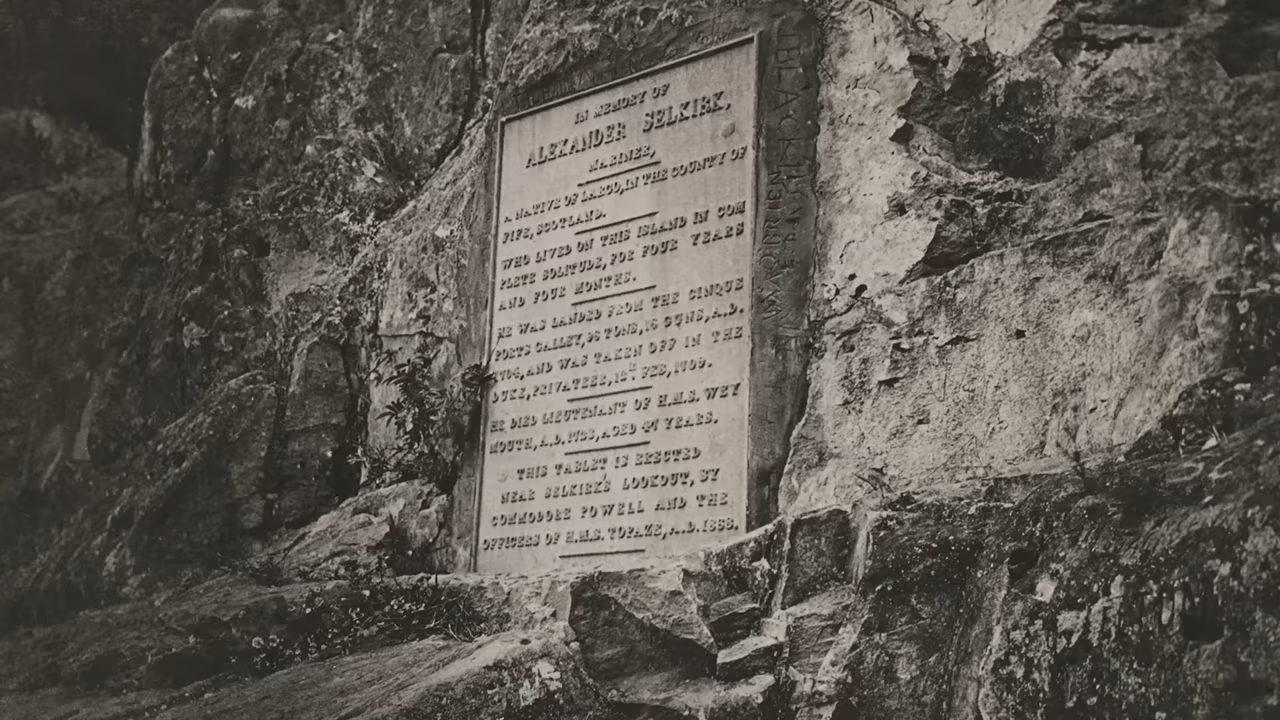 IN MEMORY OF
ALEXANDER SELKIRK,
MARINER,
A NATIVE OF LARGO, IN THE COUNTY OF
FIFE, SCOTLAND.
WHO LIVED ON THIS ISLAND IN COM
PLETE SOLITUDE, FOR FOUR YEARS
AND FOUR MONTHS.
HE WAS LANDED FROM THE CINQUE
PORTS GALLEY, 96 TONS, 16 GUNS, A.D.
1704, AND WAS TAKEN OFF IN THE
DUKE, PRIVATEER, 12TH FEB, 1709.
HE DIED LIEUTENANT OF H.M.S. WEY
MOUTH, A.D. 1723, AGED 47 YEARS.
THIS TABLET IS ERECTED
NEAR SELKIRK'S LOOKOUT, BY
COMMODORE POWELL AND THE
OFFICERS OF H.M.S. TOPAZE, A.D. 1868.